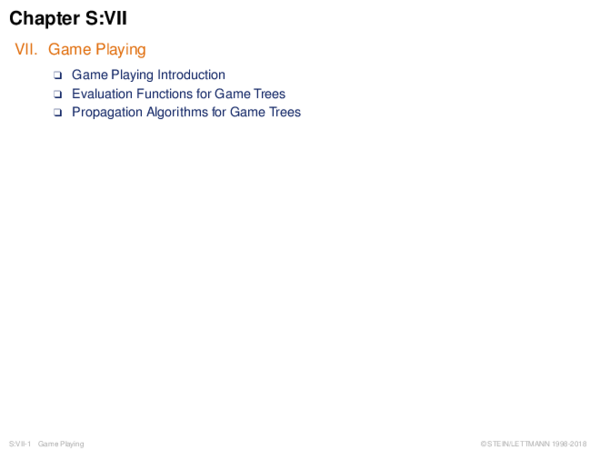 Chapter S:VII
VII. Game Playing
❑ Game Playing Introduction
❑ Evaluation Functions for Game Trees
❑ Propagation Algorithms for Game Trees
S:VII-1 Game Playing
© STEIN/LETTMANN 1998-2018